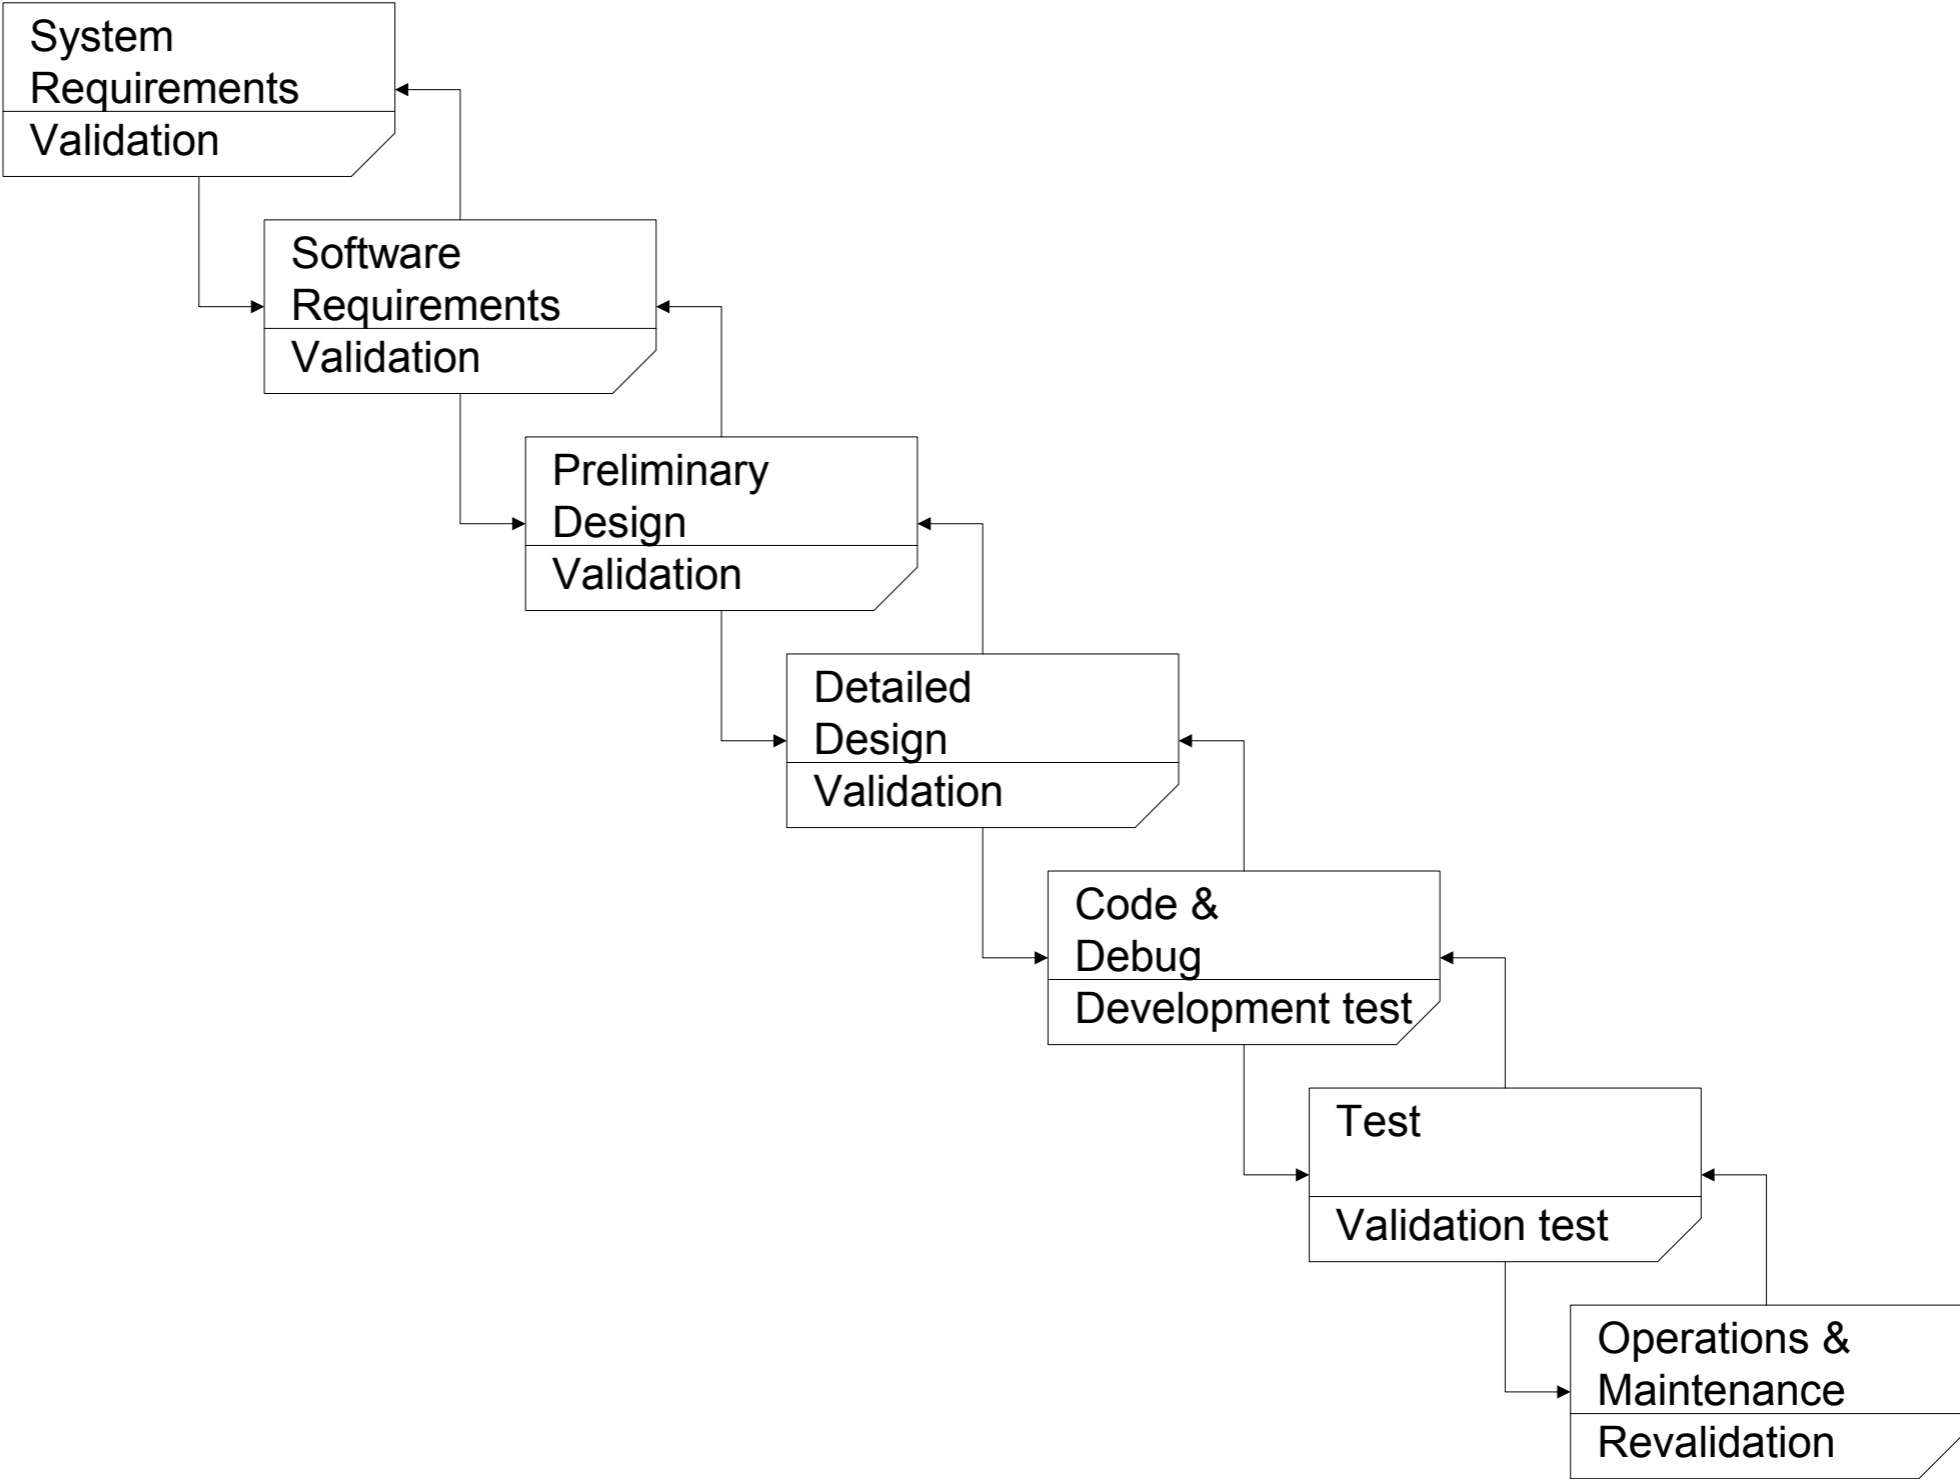 System
Requirements
Validation
Software
Requirements
Validation
Preliminary
Design
Validation
Detailed
Design
Validation
Code &
Debug
Development test
Test
Validation test
Operations &
Maintenance
Revalidation